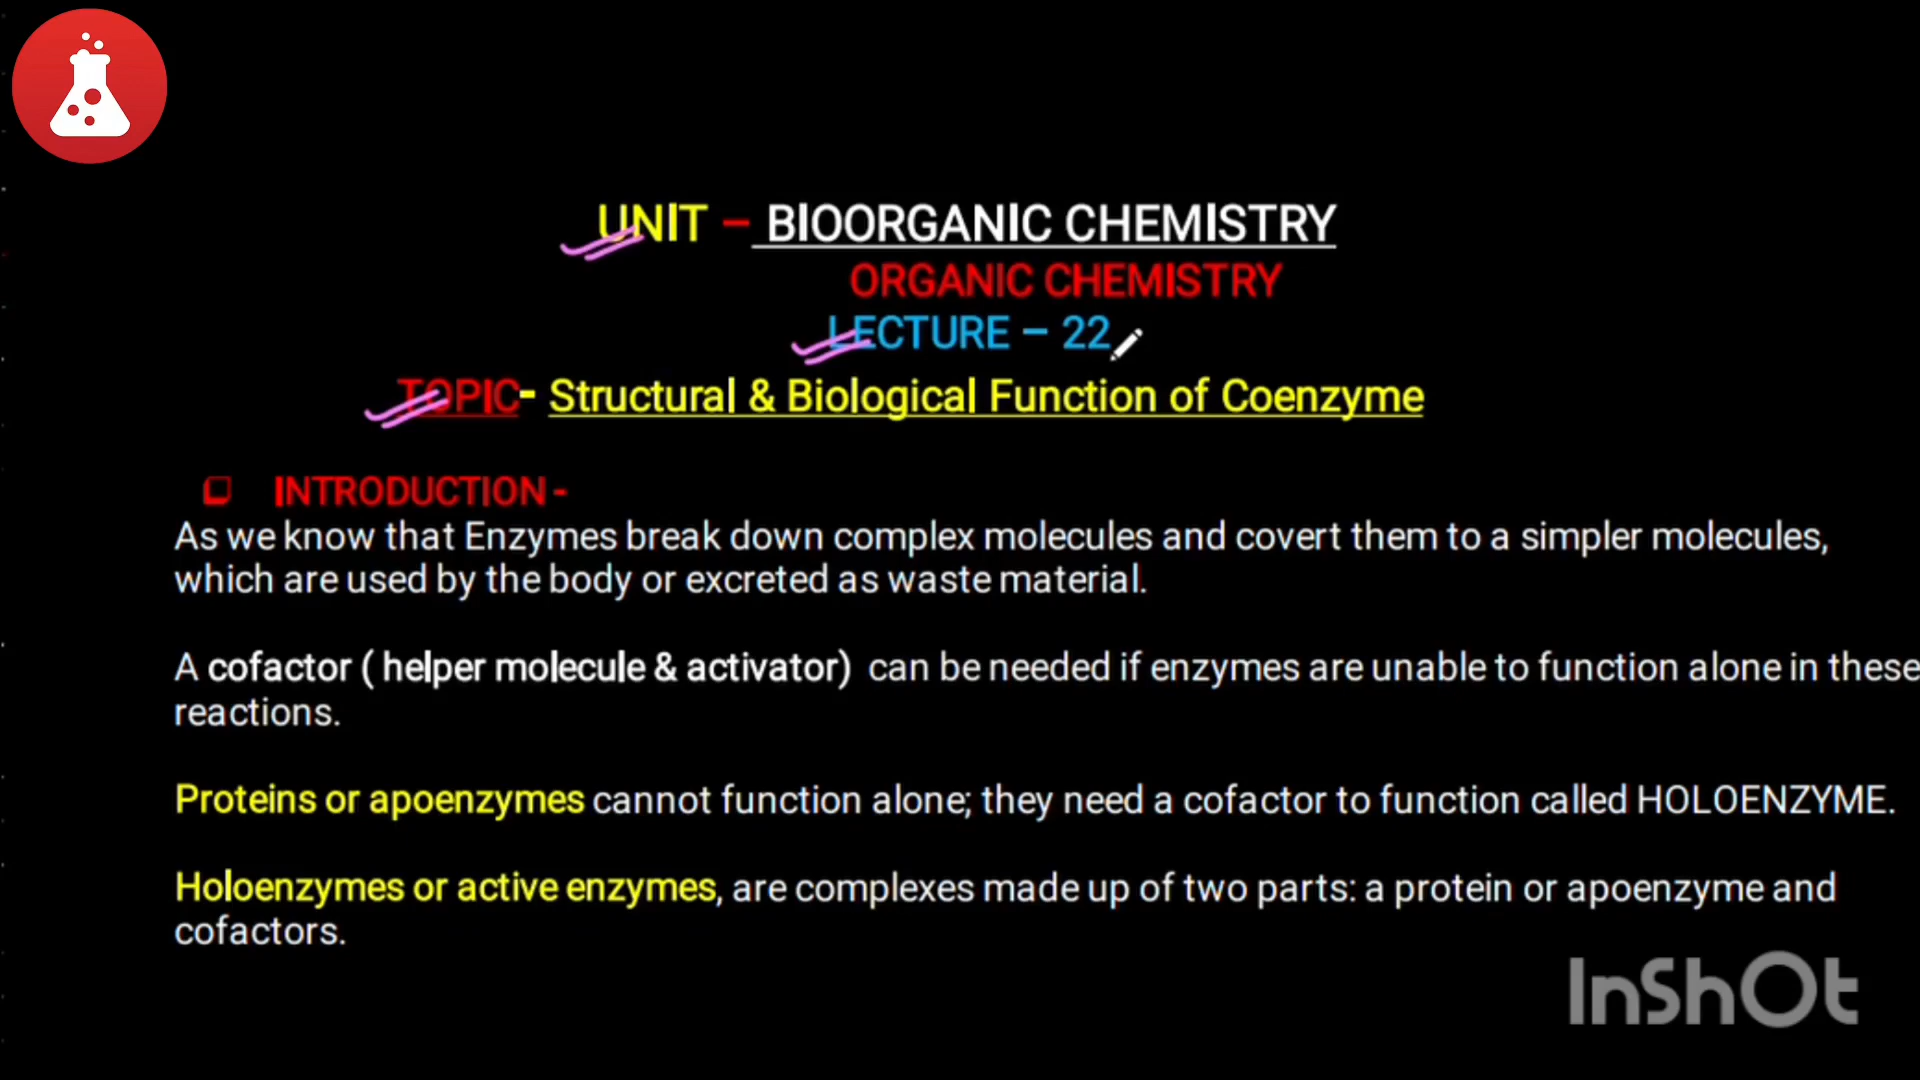 UNIT – BIOORGANIC CHEMISTRY
ORGANIC CHEMISTRY
LECTURE – 22
TOPIC- Structural & Biological Function of Coenzyme
INTRODUCTION -
As we know that Enzymes break down complex molecules and covert them to a simpler molecules,
which are used by the body or excreted as waste material.
A cofactor ( helper molecule & activator) can be needed if enzymes are unable to function alone in these
reactions.
Proteins or apoenzymes cannot function alone; they need a cofactor to function called HOLOENZYME.
Holoenzymes or active enzymes, are complexes made up of two parts: a protein or apoenzyme and
cofactors.
InShOt